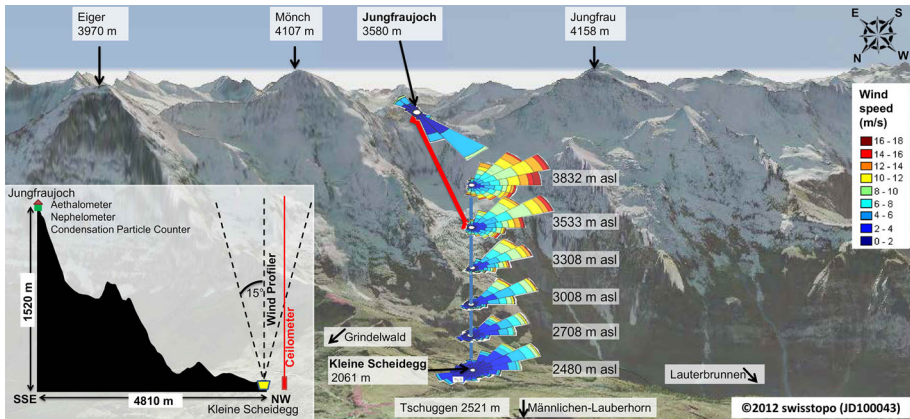 Eiger
3970 m
Mönch
4107 m
Jungfraujoch
3580 m
Jungfrau
4158 m
E
S
N
W
Wind
speed
(m/s)
16 - 18
14 - 16
12 - 14
10 - 12
8 - 10
6 - 8
4 - 6
2 - 4
0 - 2
3832 m asl
3533 m asl
3308 m asl
3008 m asl
2708 m asl
2480 m asl
Jungfraujoch
Aethalometer
Nephelometer
Condensation Particle Counter
1520 m
15°
Wind Profiler
Ceilometer
SSE
4810 m
NW
Kleine Scheidegg
Grindelwald
Kleine Scheidegg
2061 m
Lauterbrunnen
Tschuggen 2521 m
Männlichen-Lauberhorn
©2012 swisstopo (JD100043)